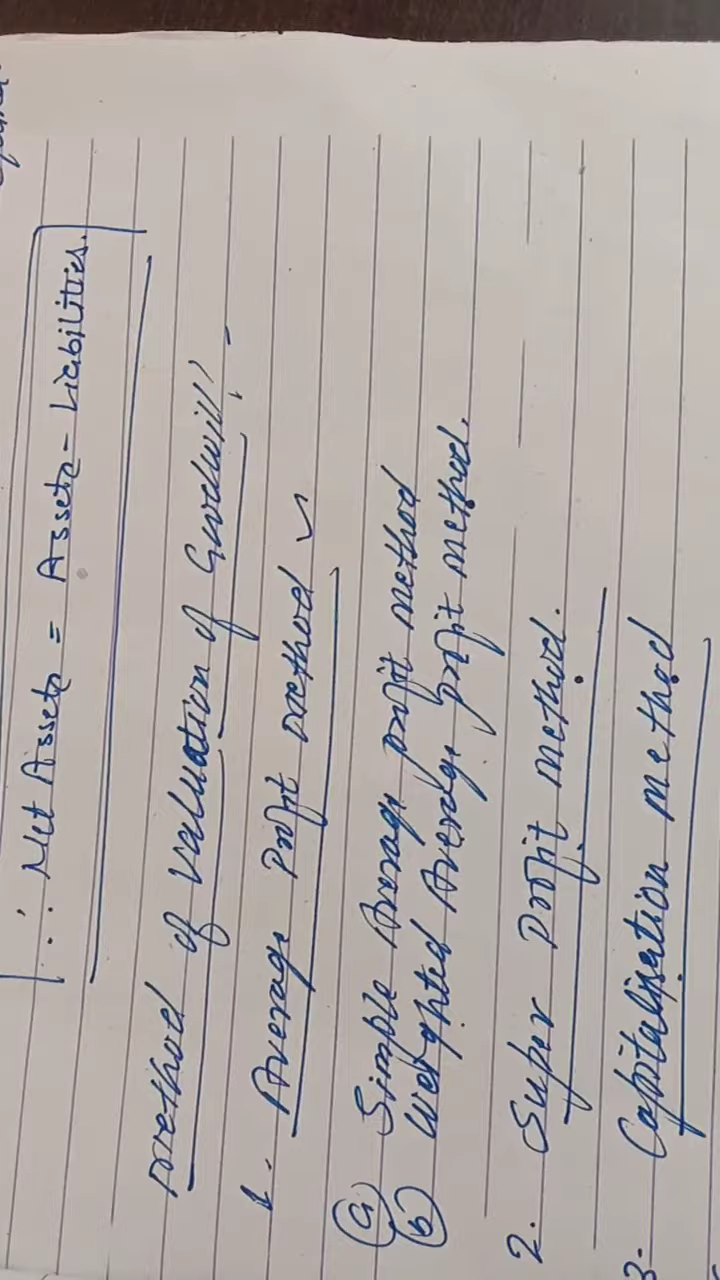 ∴ Net Assets = Assets - Liabilities.
Method of valuation of Goodwill! -
1. Average profit method ✓
(a) Simple Average profit method
(b) Weighted Average profit method.
2. Super Profit method.
3. Capitalisation method